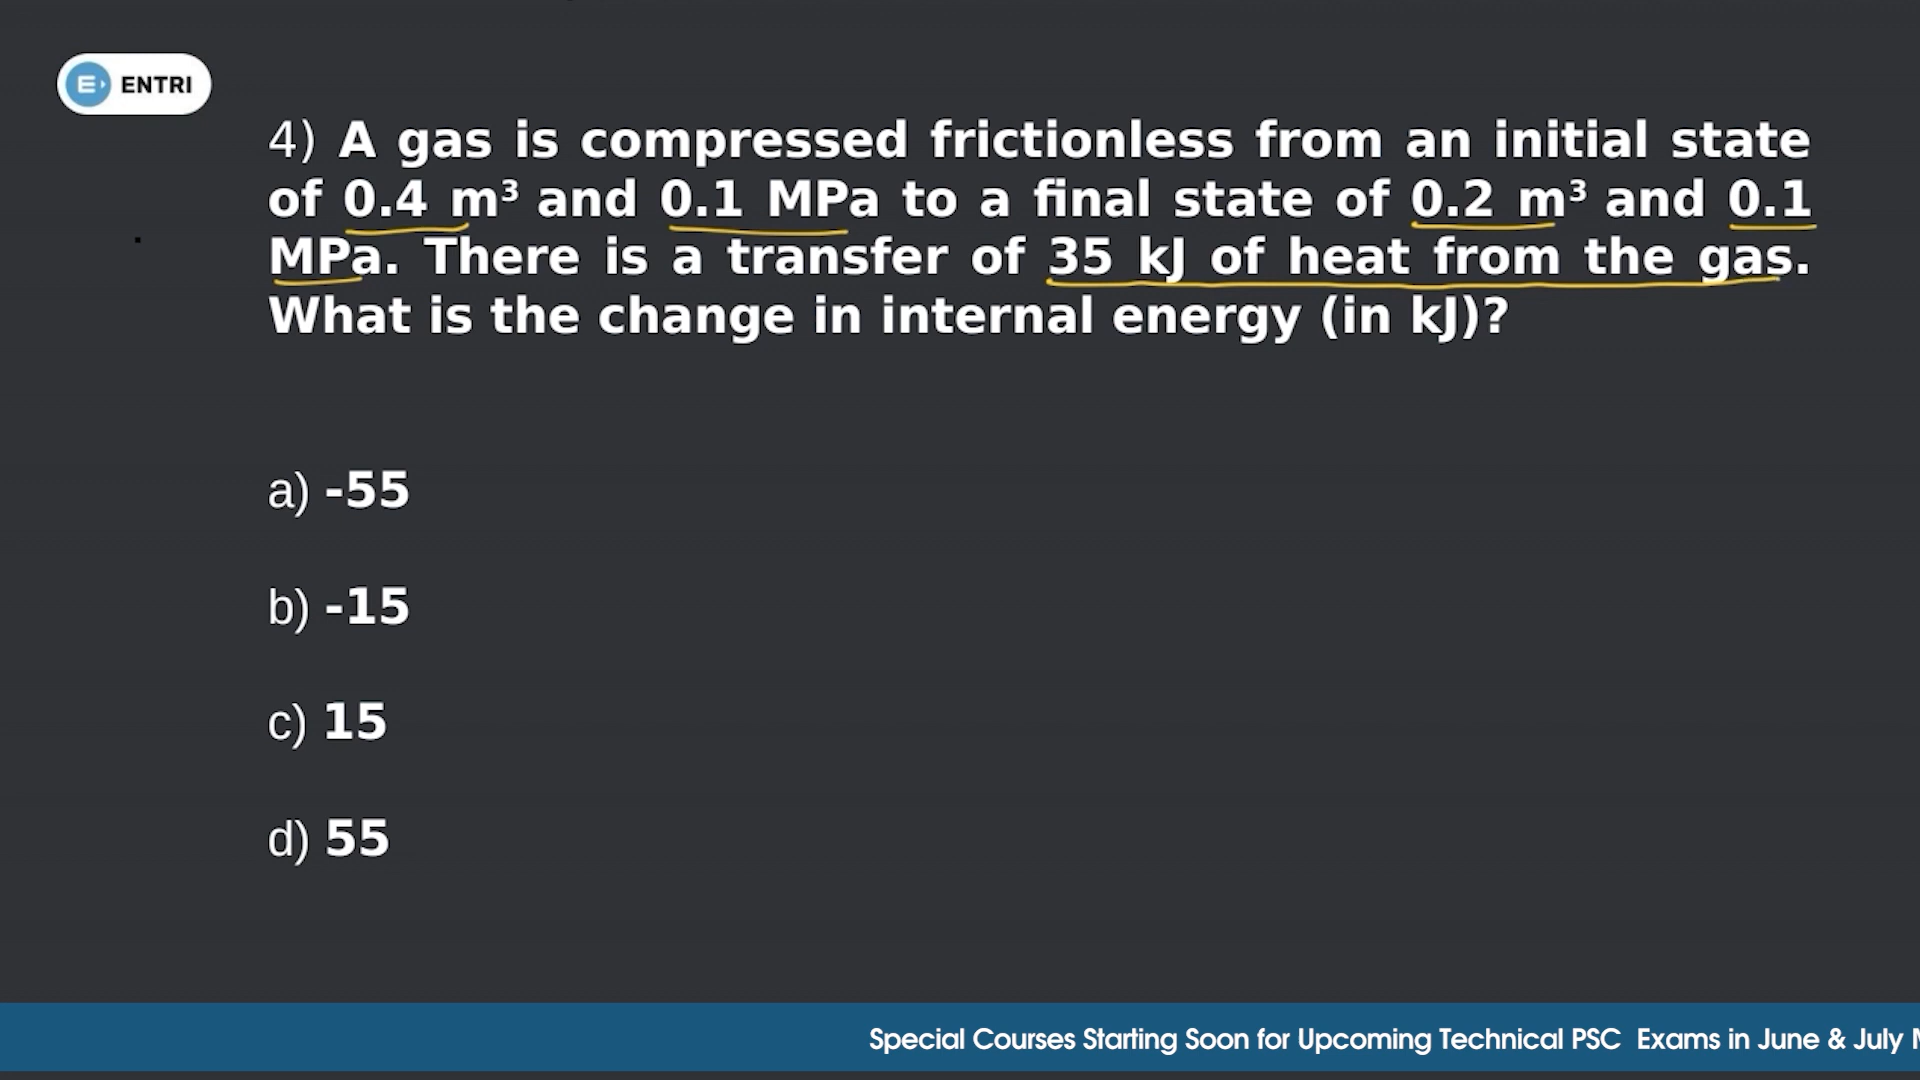 ENTRI
4) A gas is compressed frictionless from an initial state
of 0.4 m³ and 0.1 MPa to a final state of 0.2 m³ and 0.1
MPa. There is a transfer of 35 kJ of heat from the gas.
What is the change in internal energy (in kJ)?
a) -55
b) -15
c) 15
d) 55
Special Courses Starting Soon for Upcoming Technical PSC Exams in June & July